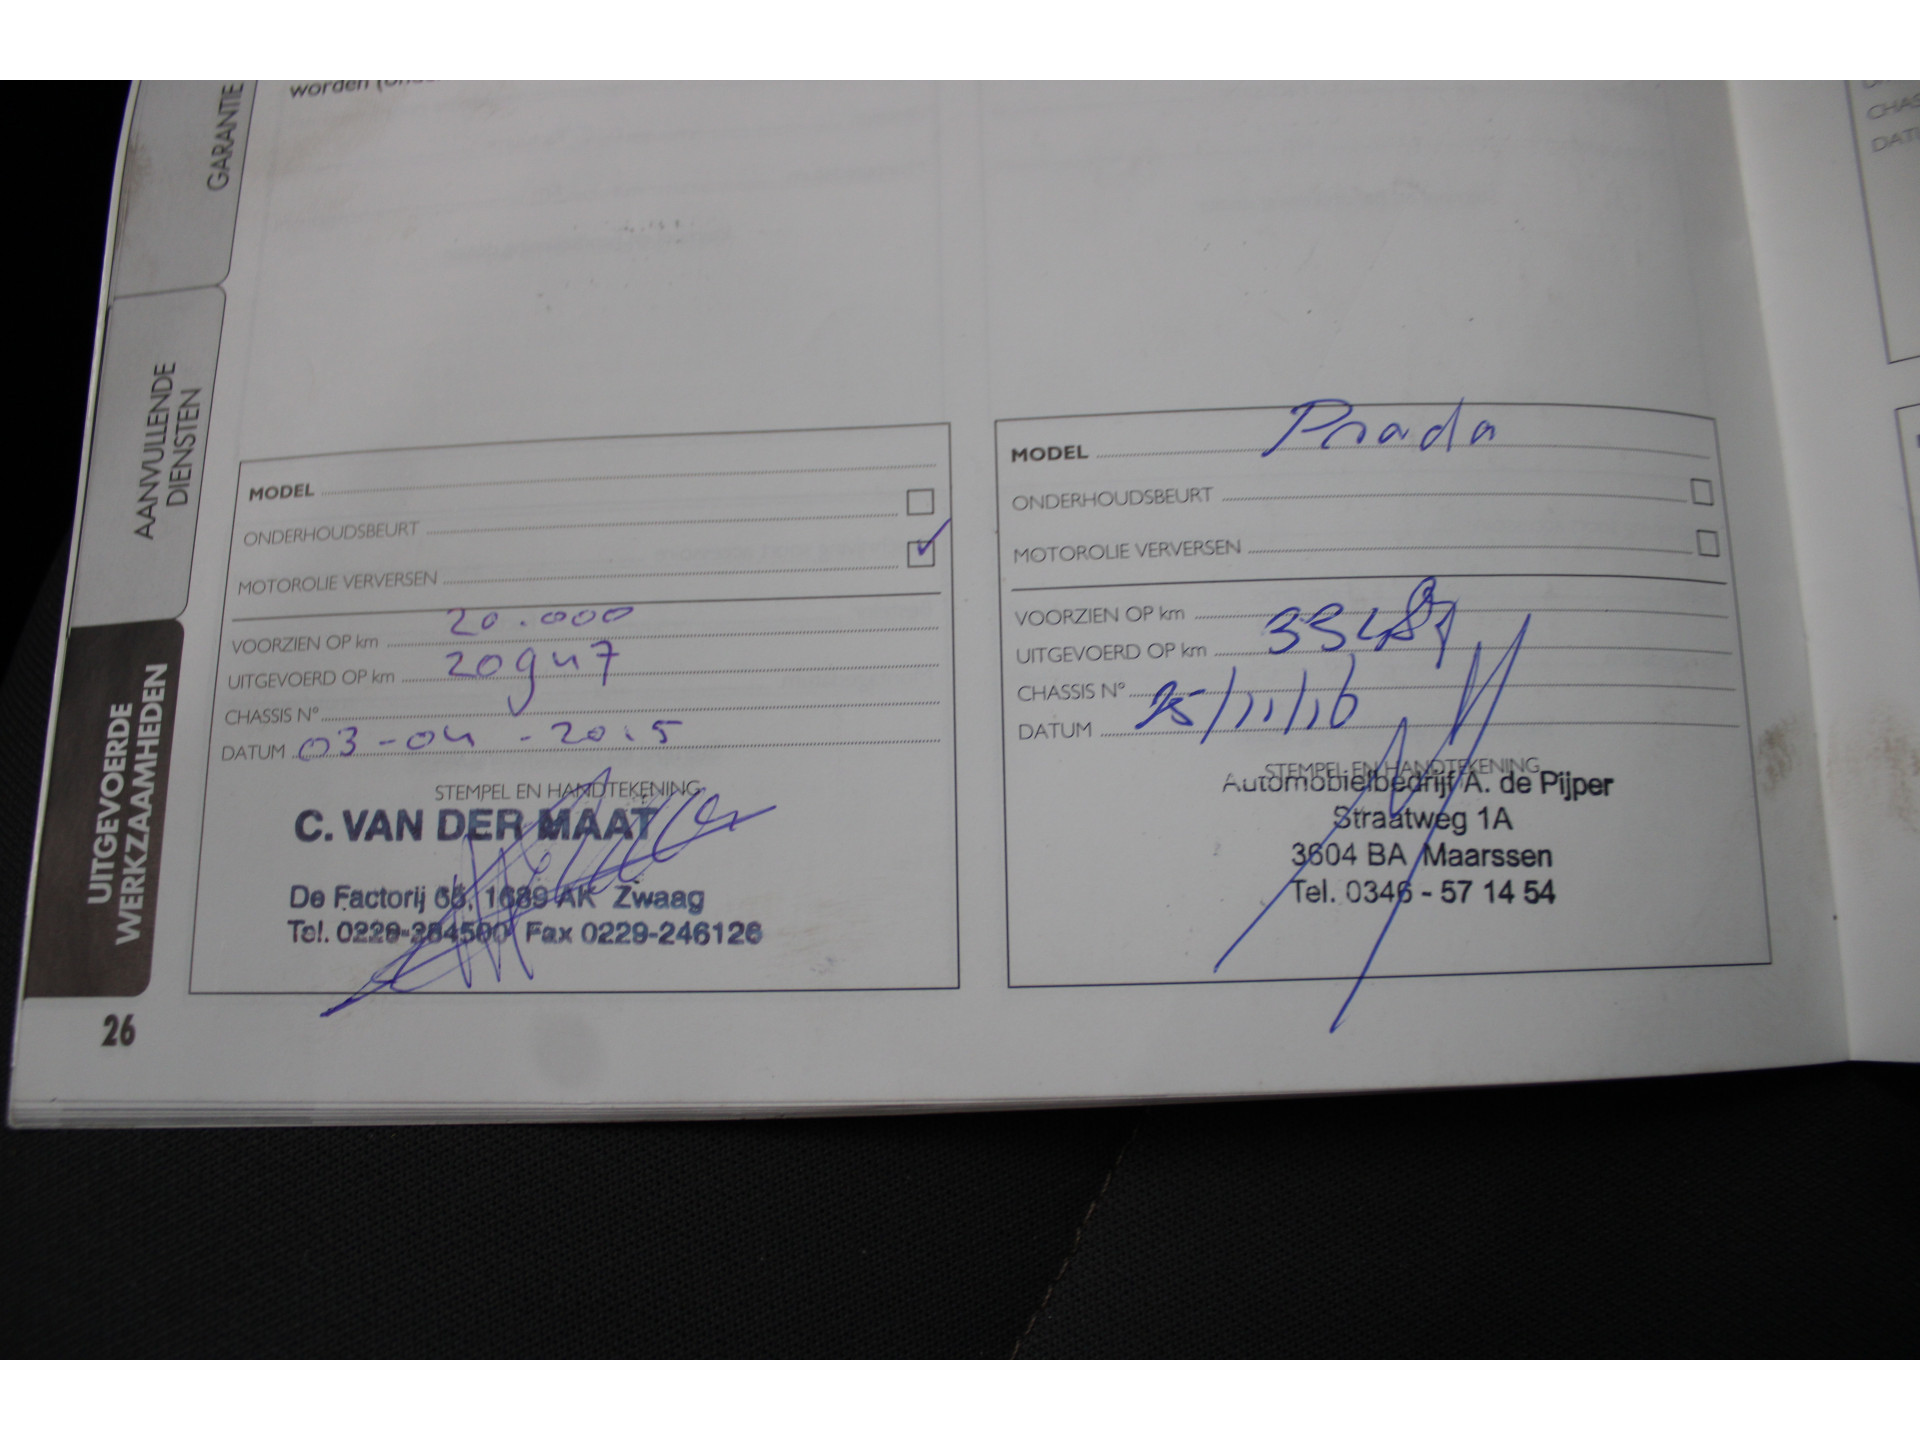 GARANTIE
AANVULLENDE
DIENSTEN
UITGEVOERDE
WERKZAAMHEDEN
26
worden
MODEL
ONDERHOUDSBEURT
MOTOROLIE VERVERSEN
VOORZIEN OP km 20.000
UITGEVOERD OP km 20947
CHASSIS N°
DATUM 03-04-2015
STEMPEL EN HANDTEKENING
C. VAN DER MAAT
De Factorij 65, 1689 AK Zwaag
Tel. Fax 0229-246126
MODEL
ONDERHOUDSBEURT
MOTOROLIE VERVERSEN
VOORZIEN OP km
UITGEVOERD OP km
CHASSIS N°
DATUM /11/16
STEMPEL EN HANDTEKENING
Automobielbedrijf A. de Pijper
Straatweg 1A
3604 BA Maarssen
Tel. 0346 - 57 14 54